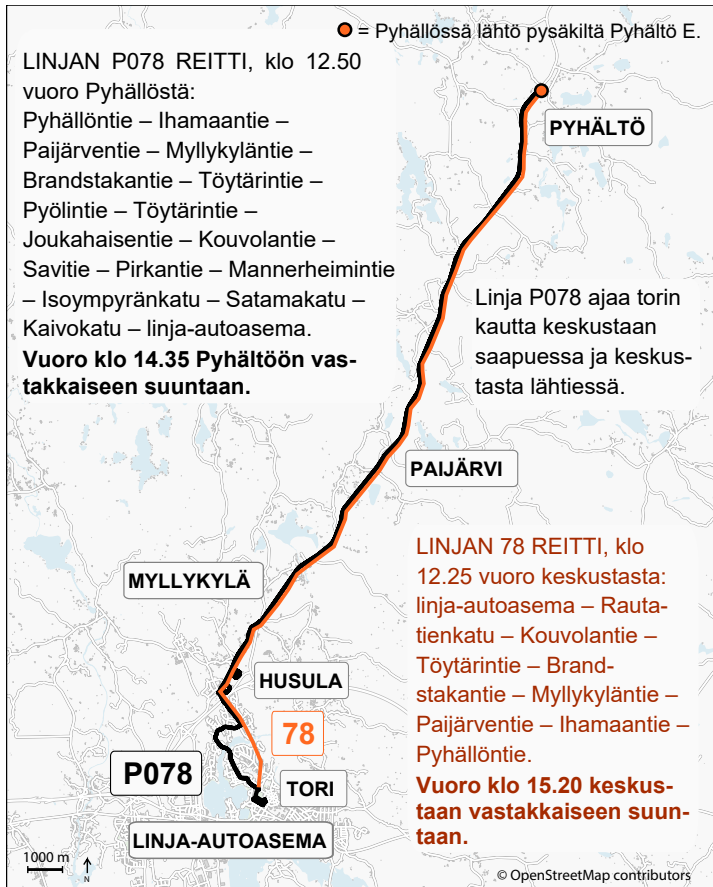 = Pyhällössä lähtö pysäkiltä Pyhältö E.
LINJAN P078 REITTI, klo 12.50
vuoro Pyhällöstä:
Pyhällöntie – Ihamaantie –
Paijärventie – Myllykyläntie –
Brandstakantie – Töytärintie –
Pyölintie – Töytärintie –
Joukahaisentie – Kouvolantie –
Savitie – Pirkantie – Mannerheimintie
– Isoympyränkatu – Satamakatu –
Kaivokatu – linja-autoasema.
Vuoro klo 14.35 Pyhältöön vas-
takkaiseen suuntaan.
PYHÄLTÖ
Linja P078 ajaa torin
kautta keskustaan
saapuessa ja keskus-
tasta lähtiessä.
PAIJÄRVI
MYLLYKYLÄ
LINJAN 78 REITTI, klo
12.25 vuoro keskustasta:
linja-autoasema – Rauta-
tienkatu – Kouvolantie –
Töytärintie – Brand-
stakantie – Myllykyläntie –
Paijärventie – Ihamaantie –
Pyhällöntie.
Vuoro klo 15.20 keskus-
taan vastakkaiseen suun-
taan.
HUSULA
78
P078
TORI
LINJA-AUTOASEMA
1000 m
N
© OpenStreetMap contributors